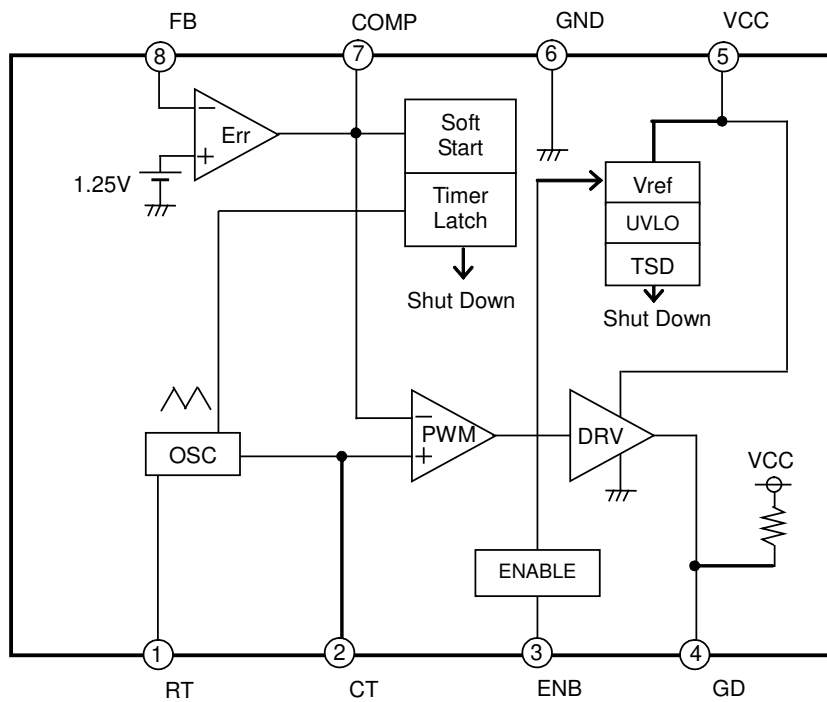 FB
COMP
GND
VCC
8
7
6
5
Err
−
+
1.25V
Soft
Start
Timer
Latch
Shut Down
Vref
UVLO
TSD
Shut Down
OSC
−
PWM
+
DRV
VCC
ENABLE
1
2
3
4
RT
CT
ENB
GD